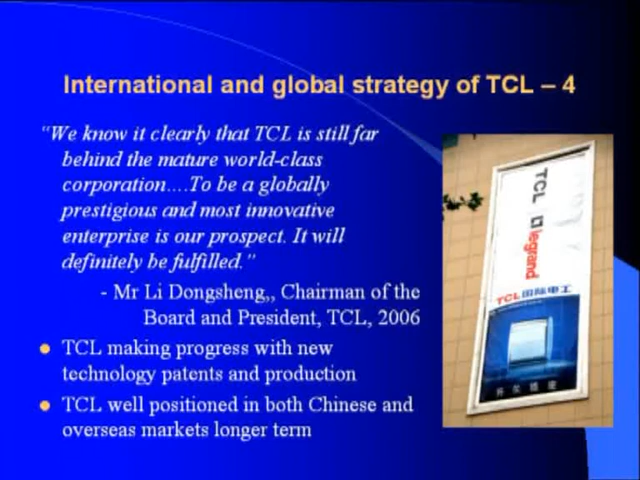 International and global strategy of TCL – 4
"We know it clearly that TCL is still far
behind the mature world-class
corporation....To be a globally
prestigious and most innovative
enterprise is our prospect. It will
definitely be fulfilled."
- Mr Li Dongsheng,, Chairman of the
Board and President, TCL, 2006
TCL making progress with new
technology patents and production
TCL well positioned in both Chinese and
overseas markets longer term
TCL legrand
TCL国际电工